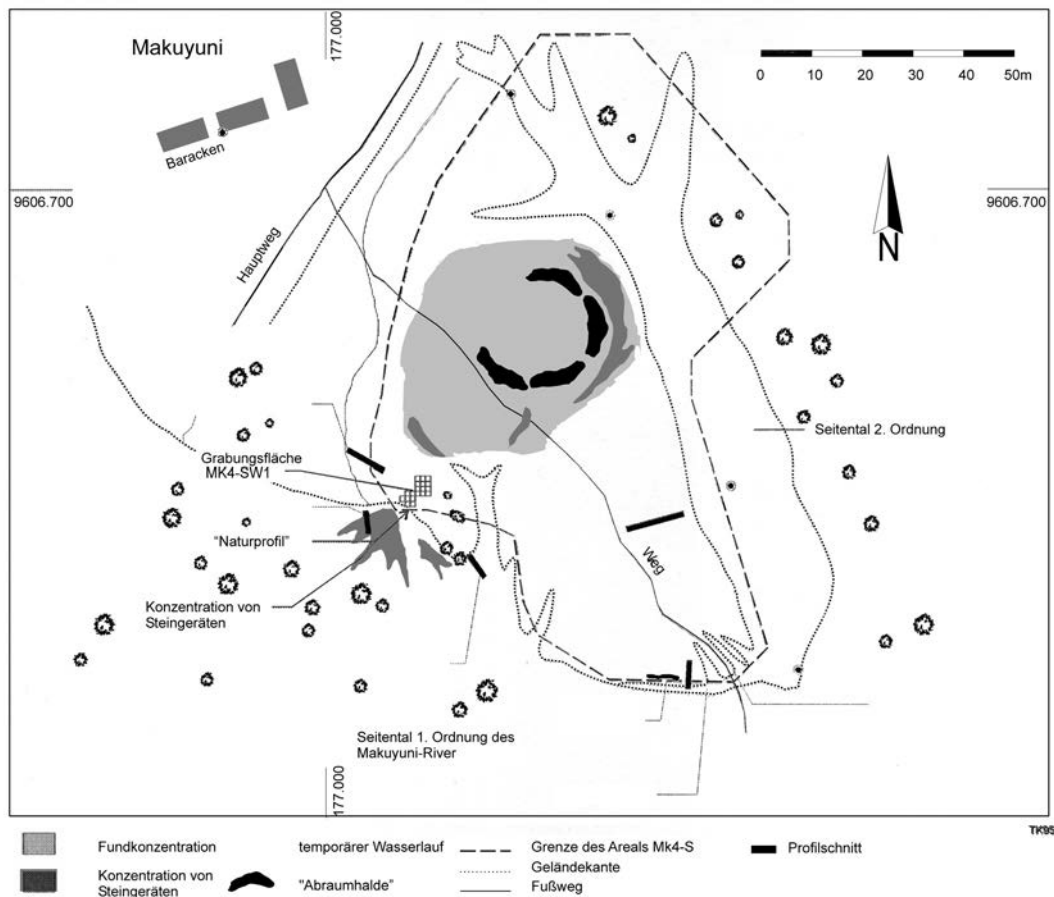 Makuyuni
177.000
0 10 20 30 40 50m
Baracken
9606.700
9606.700
Hauptweg
N
Seitental 2. Ordnung
Grabungsfläche
MK4-SW1
"Naturprofil"
Weg
Konzentration von
Steingeräten
Seitental 1. Ordnung des
Makuyuni-River
177.000
TK95
Fundkonzentration
temporärer Wasserlauf
Grenze des Areals Mk4-S
Profilschnitt
Konzentration von
Steingeräten
"Abraumhalde"
Geländekante
Fußweg